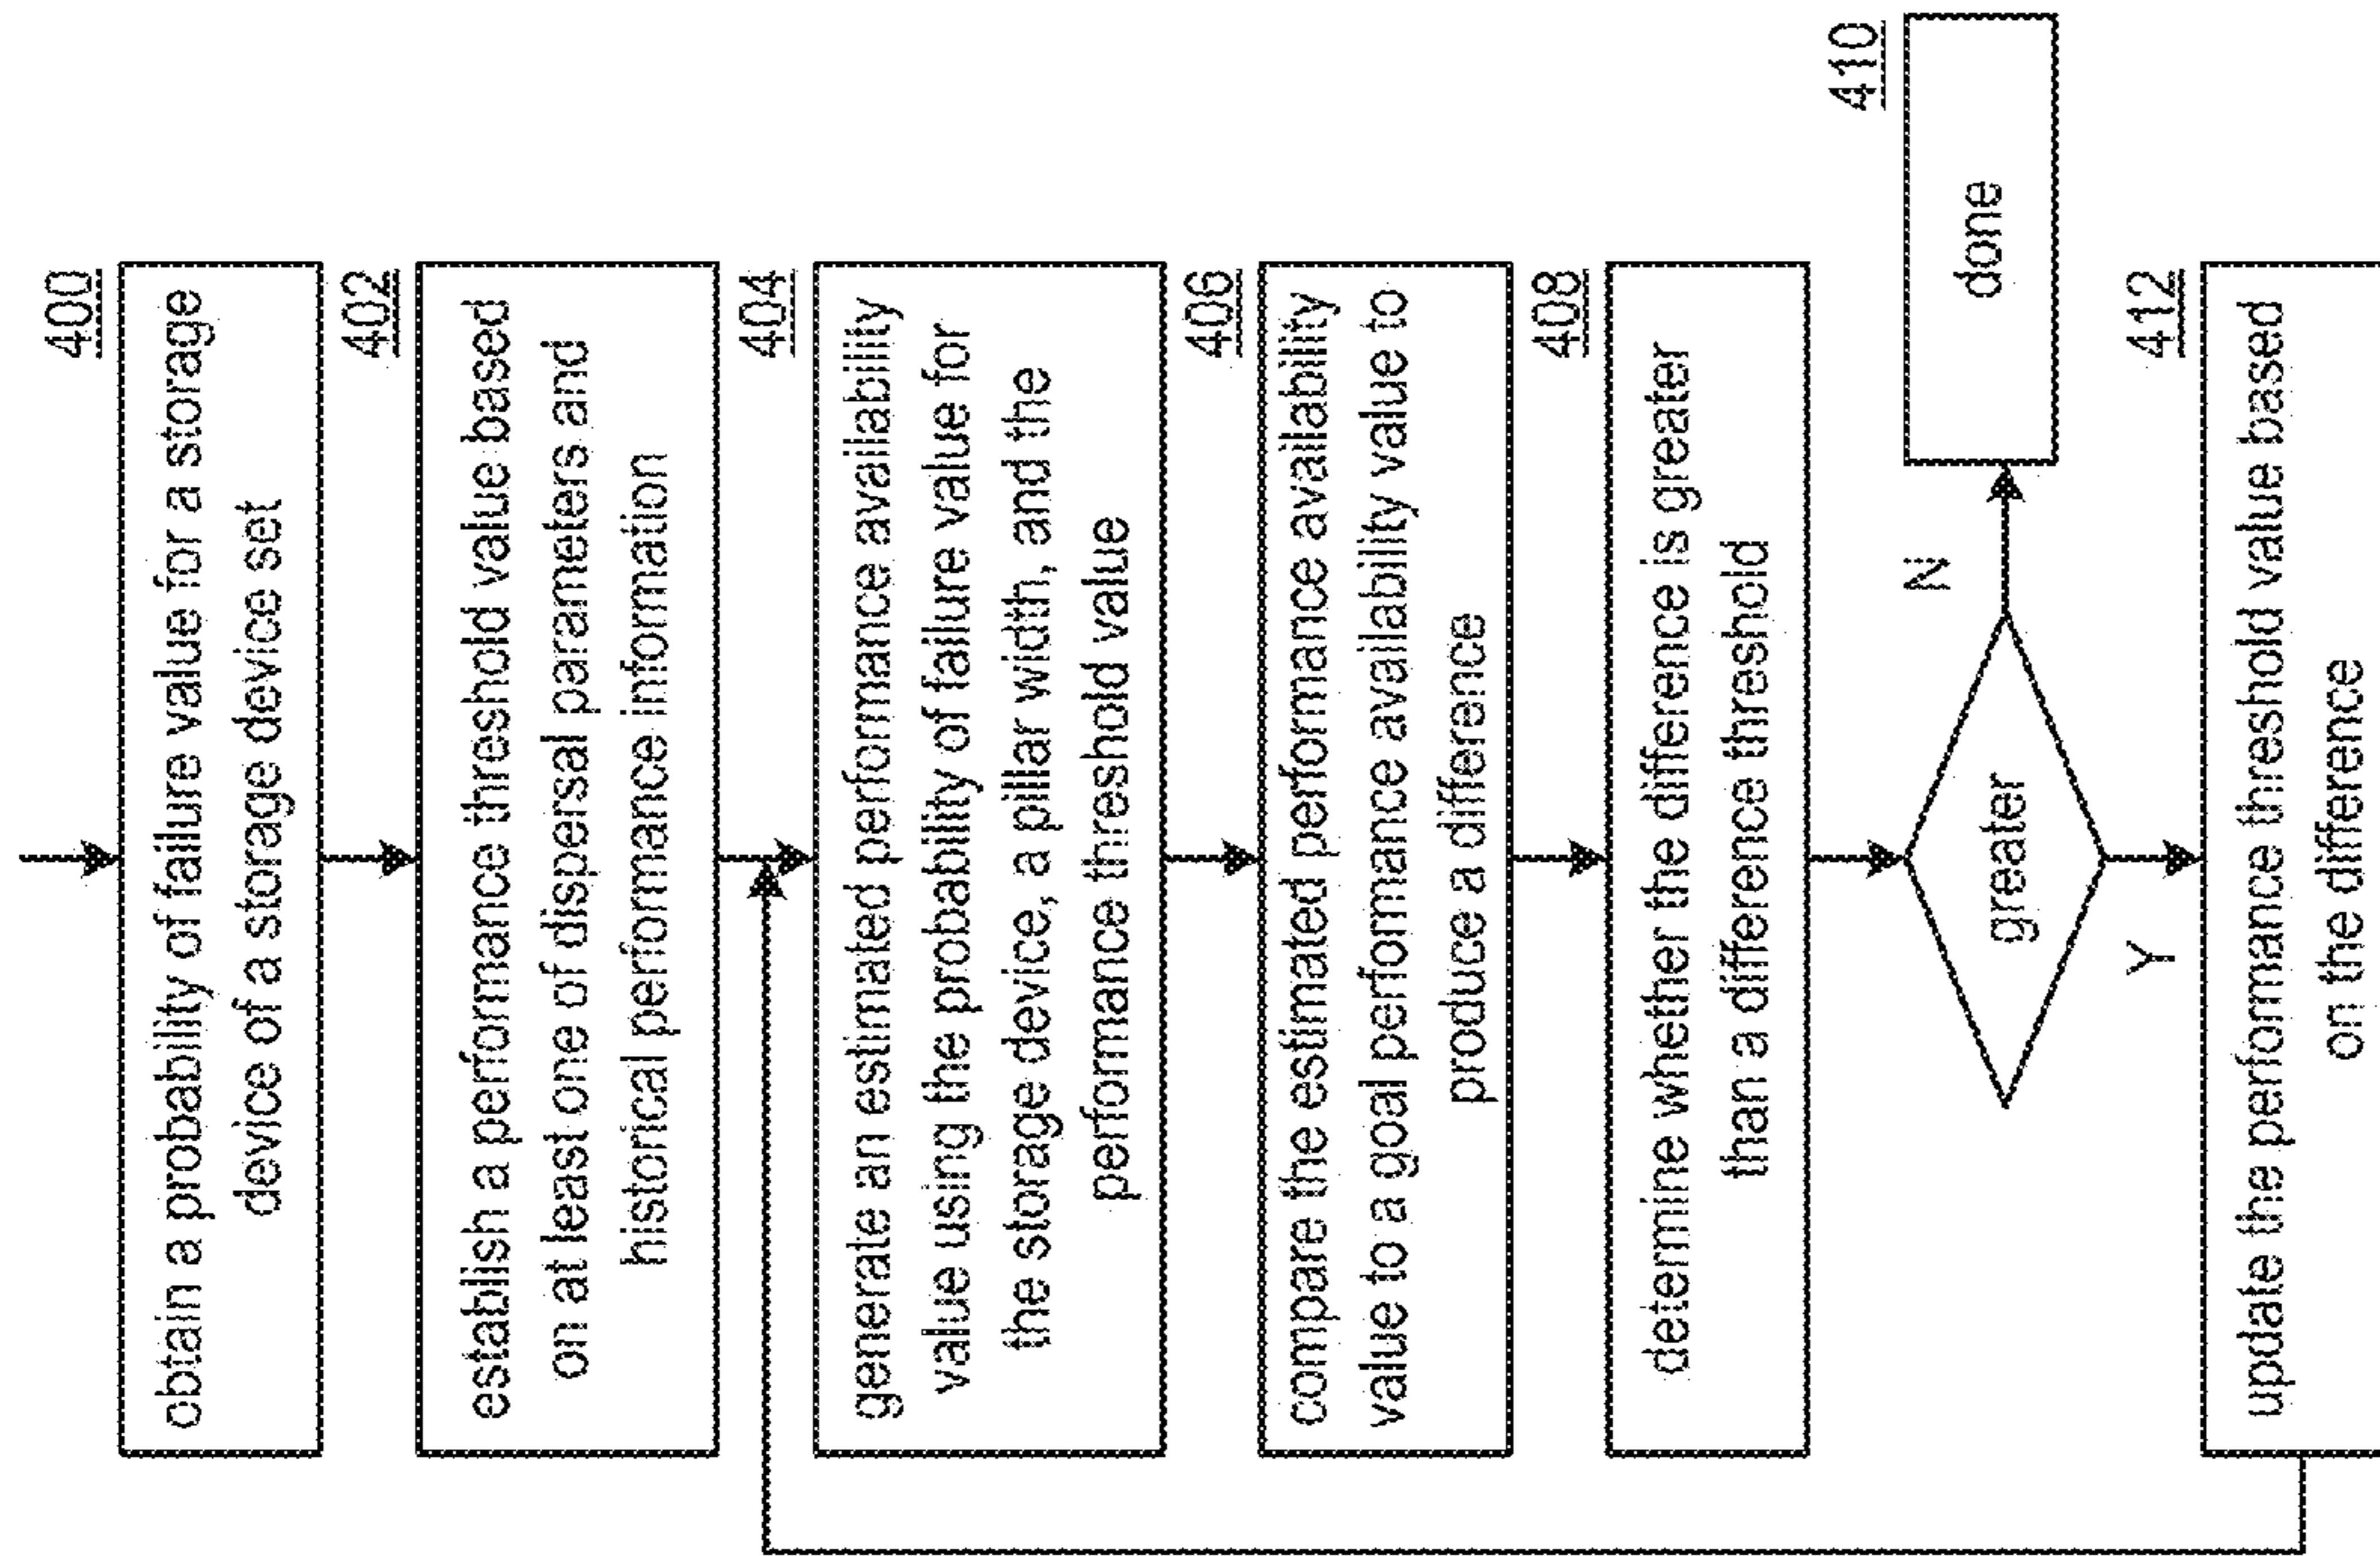 400
obtain a probability of failure value for a storage
device of a storage device set
402
establish a performance threshold value based
on at least one of dispersal parameters and
historical performance information
404
generate an estimated performance availability
value using the probability of failure value for
the storage device, a pillar width, and the
performance threshold value
406
compare the estimated performance availability
value to a goal performance availability value to
produce a difference
408
determine whether the difference is greater
than a difference threshold
410
greater
N
done
Y
412
update the performance threshold value based
on the difference